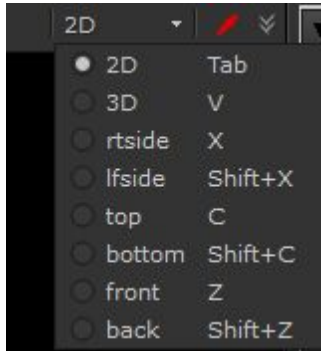 2D
2D Tab
3D V
rtside X
lfside Shift+X
top C
bottom Shift+C
front Z
back Shift+Z